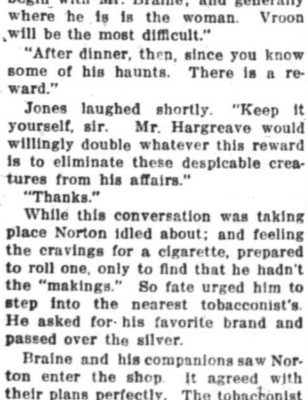 begin with Mr. Braine, and generally
where he is is the woman. Vroon
will be the most difficult."
"After dinner, then, since you know
some of his haunts. There is a re-
ward."
Jones laughed shortly. "Keep it
yourself, sir. Mr. Hargreave would
willingly double whatever this reward
is to eliminate these despicable crea-
tures from his affairs."
"Thanks."
While this conversation was taking
place Norton idled about; and feeling
the cravings for a cigarette, prepared
to roll one, only to find that he hadn't
the "makings." So fate urged him to
step into the nearest tobacconist's.
He asked for his favorite brand and
passed over the silver.
Braine and his companions saw Nor-
ton enter the shop. It agreed with
their plans perfectly. The tobacconist